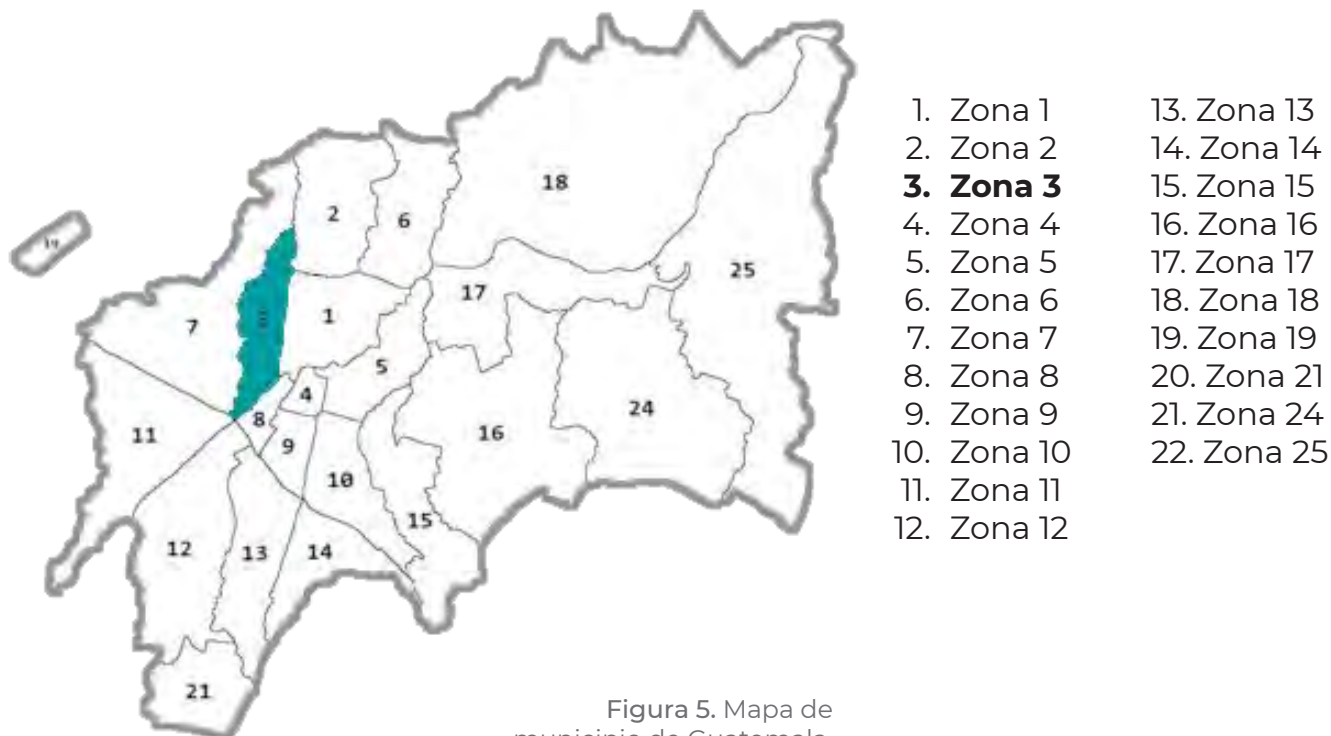 18
2
6
25
17
7
1
5
4
24
8
11
9
16
10
15
12
13
14
21
1. Zona 1
2. Zona 2
3. Zona 3
4. Zona 4
5. Zona 5
6. Zona 6
7. Zona 7
8. Zona 8
9. Zona 9
10. Zona 10
11. Zona 11
12. Zona 12
13. Zona 13
14. Zona 14
15. Zona 15
16. Zona 16
17. Zona 17
18. Zona 18
19. Zona 19
20. Zona 21
21. Zona 24
22. Zona 25
Figura 5. Mapa de
municipio de Guatemala